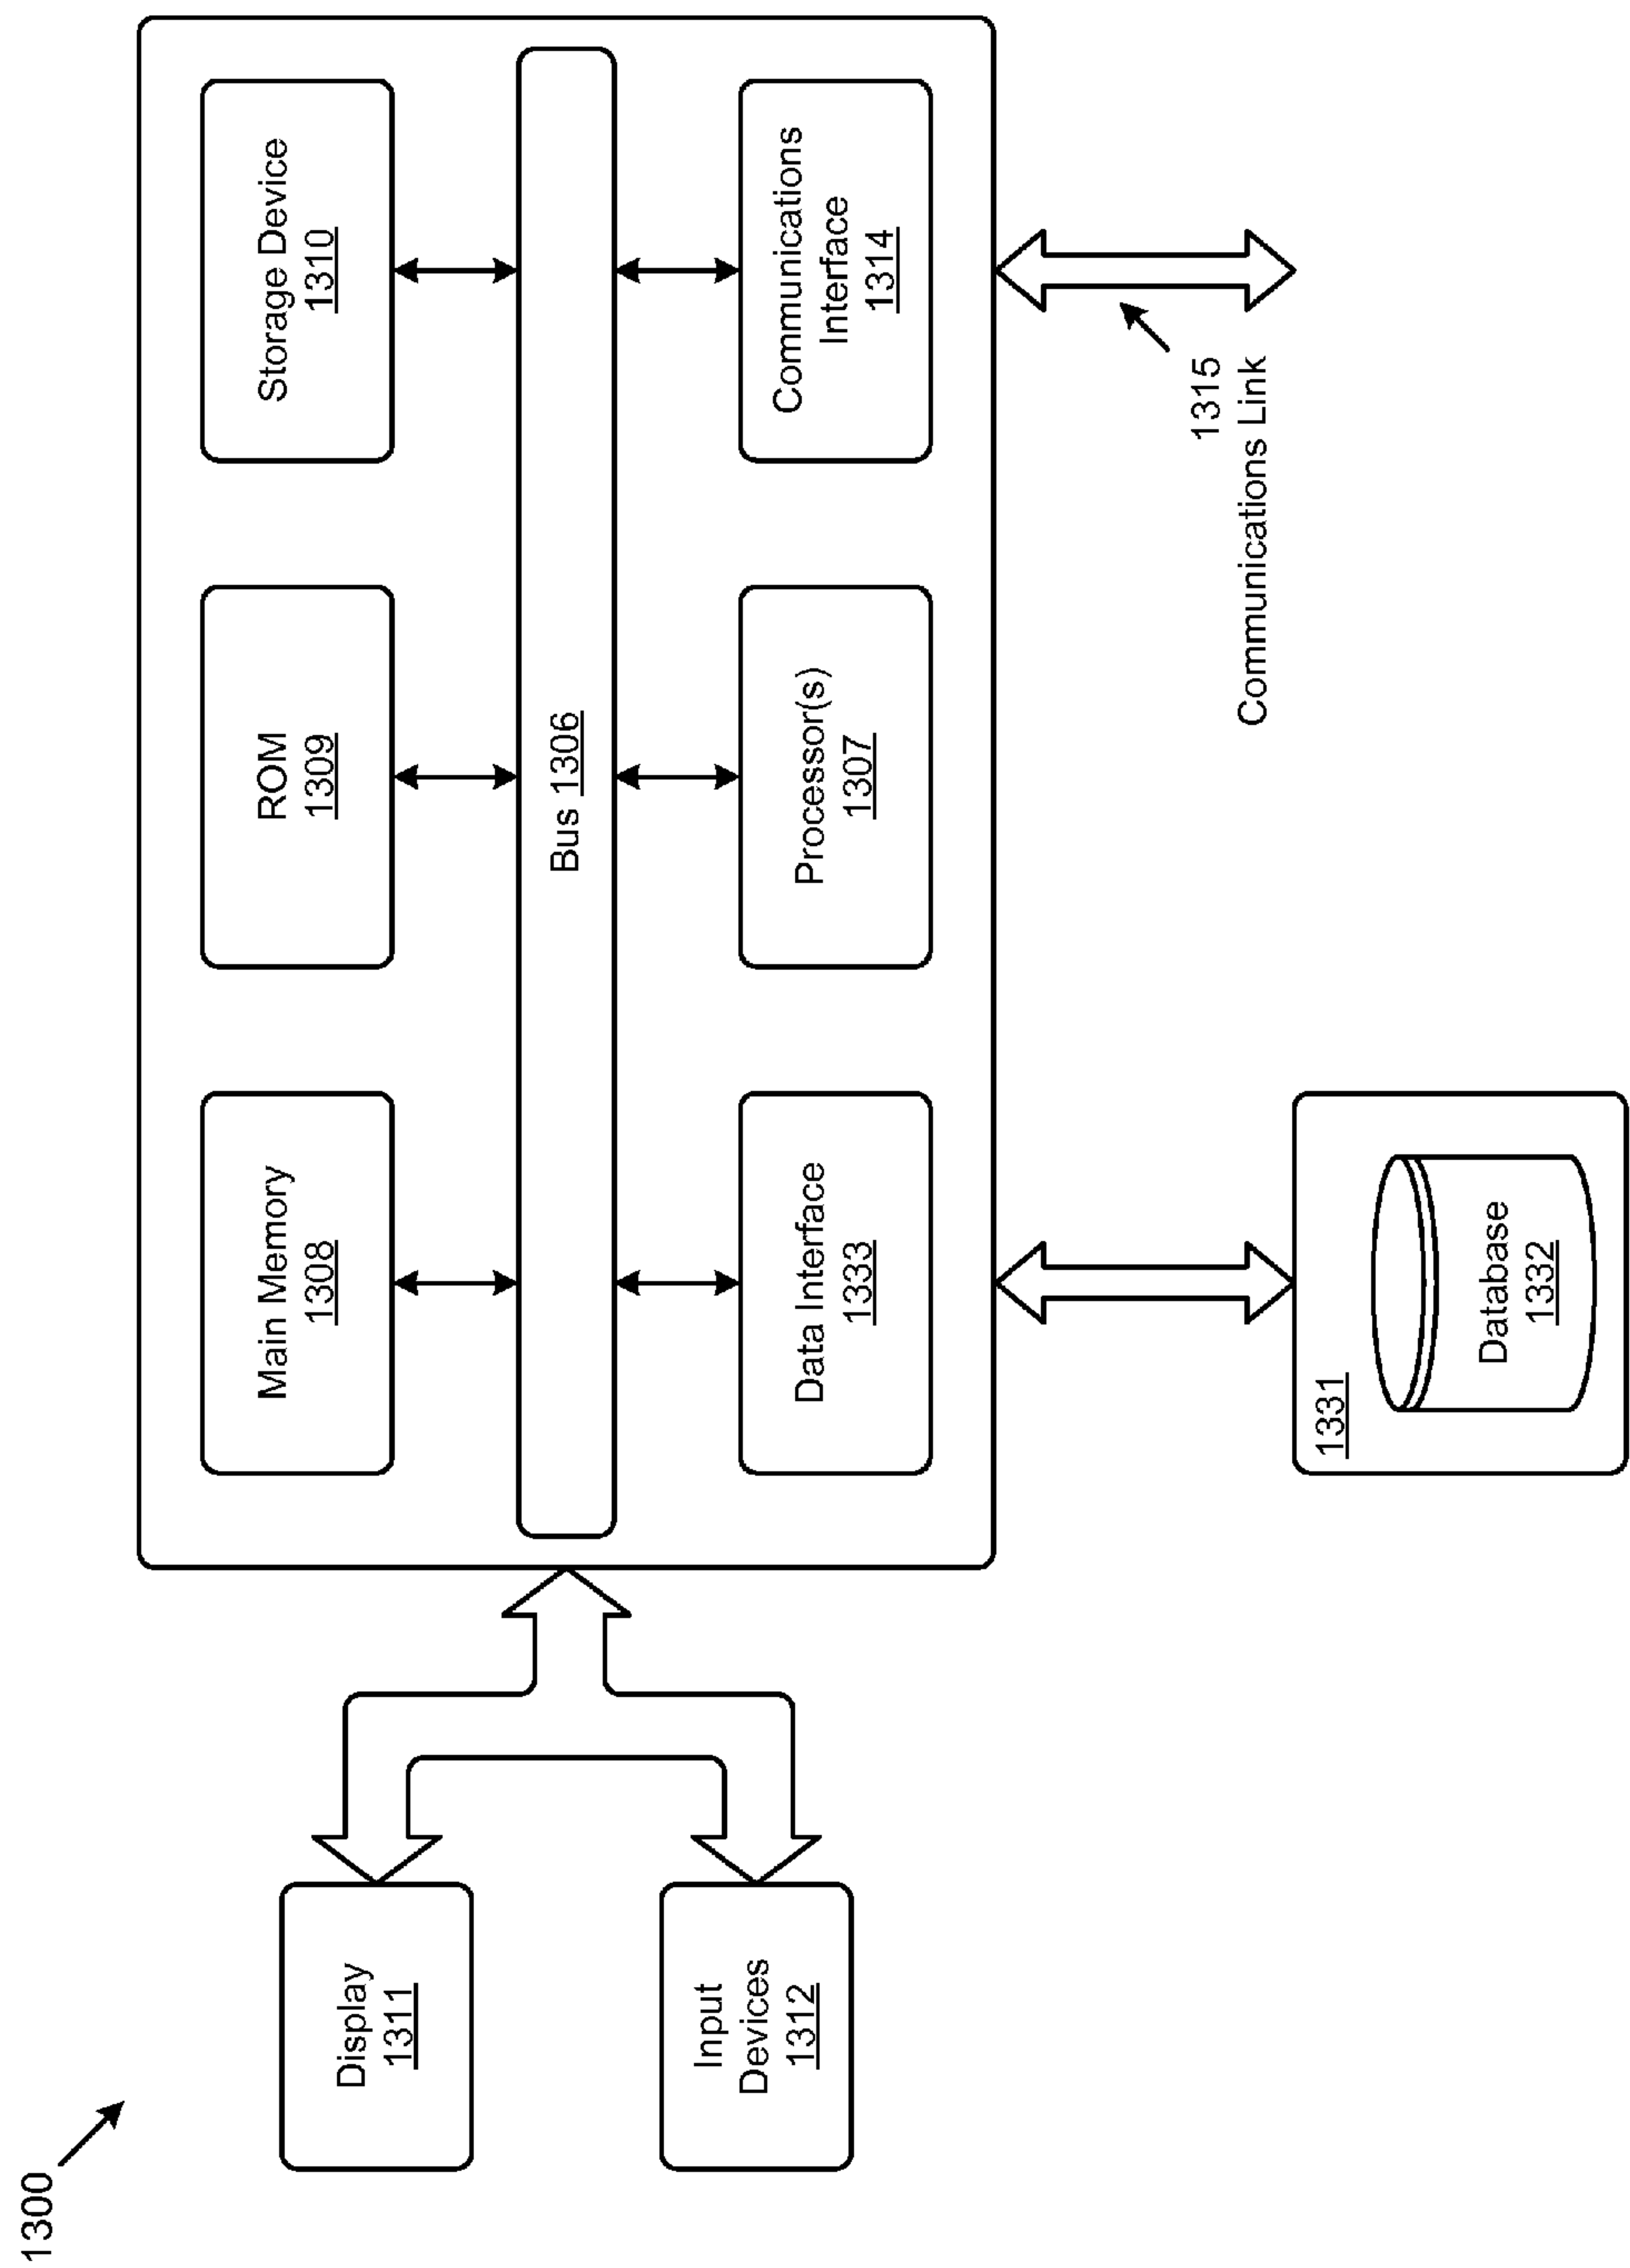 1300
Display
1311
Input
Devices
1312
Main Memory
1308
ROM
1309
Storage Device
1310
Bus 1306
Data Interface
1333
Processor(s)
1307
Communications
Interface
1314
1315
Communications Link
1331
Database
1332